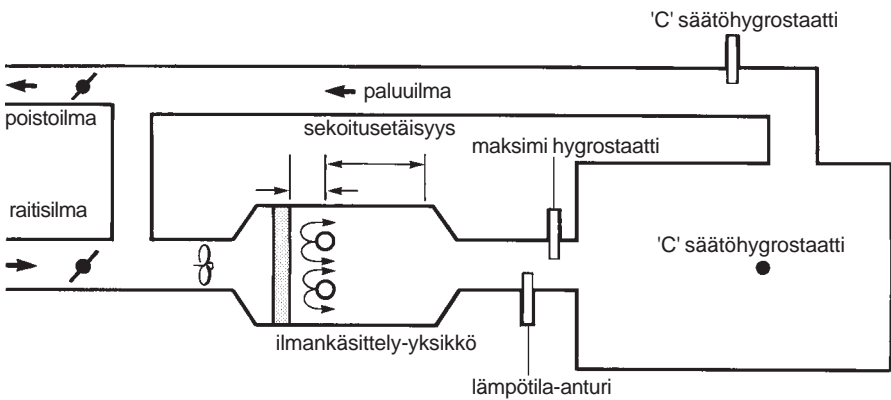 'C' säätöhygrostaatti
paluuilma
poistoilma
sekoitusetäisyys
maksimi hygrostaatti
raitisilma
'C' säätöhygrostaatti
ilmankäsittely-yksikkö
lämpötila-anturi